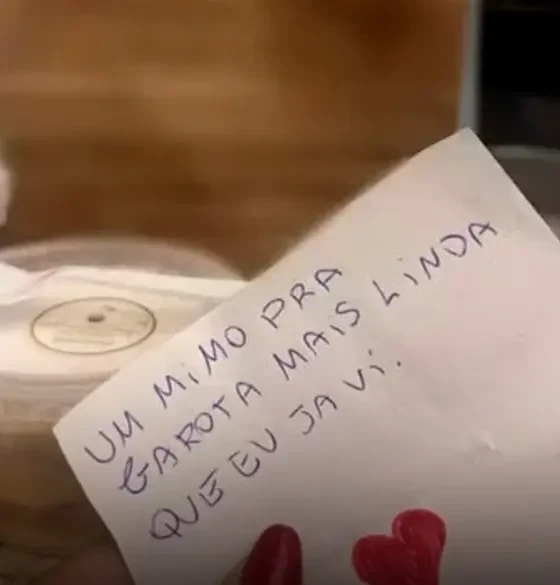 UM MiMO PRA
GAROTA MAIS LiNDA
QUE EU JA Vi.